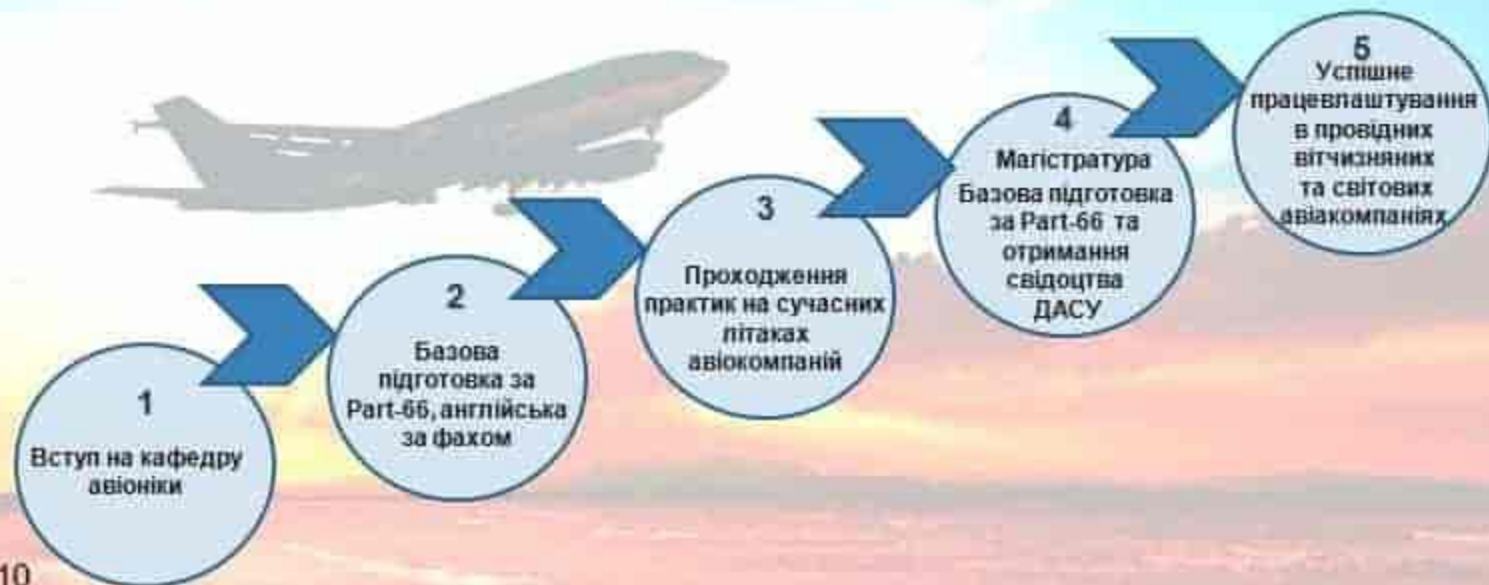 1
Вступ на кафедру
авіоніки
2
Базова
підготовка за
Part-66, англійська
за фахом
3
Проходження
практик на сучасних
літаках
авіокомпаній
4
Магістратура
Базова підготовка
за Part-66 та
отримання
свідоцтва
ДАСУ
5
Успішне
працевлаштування
в провідних
вітчизняних
та світових
авіакомпаніях
10